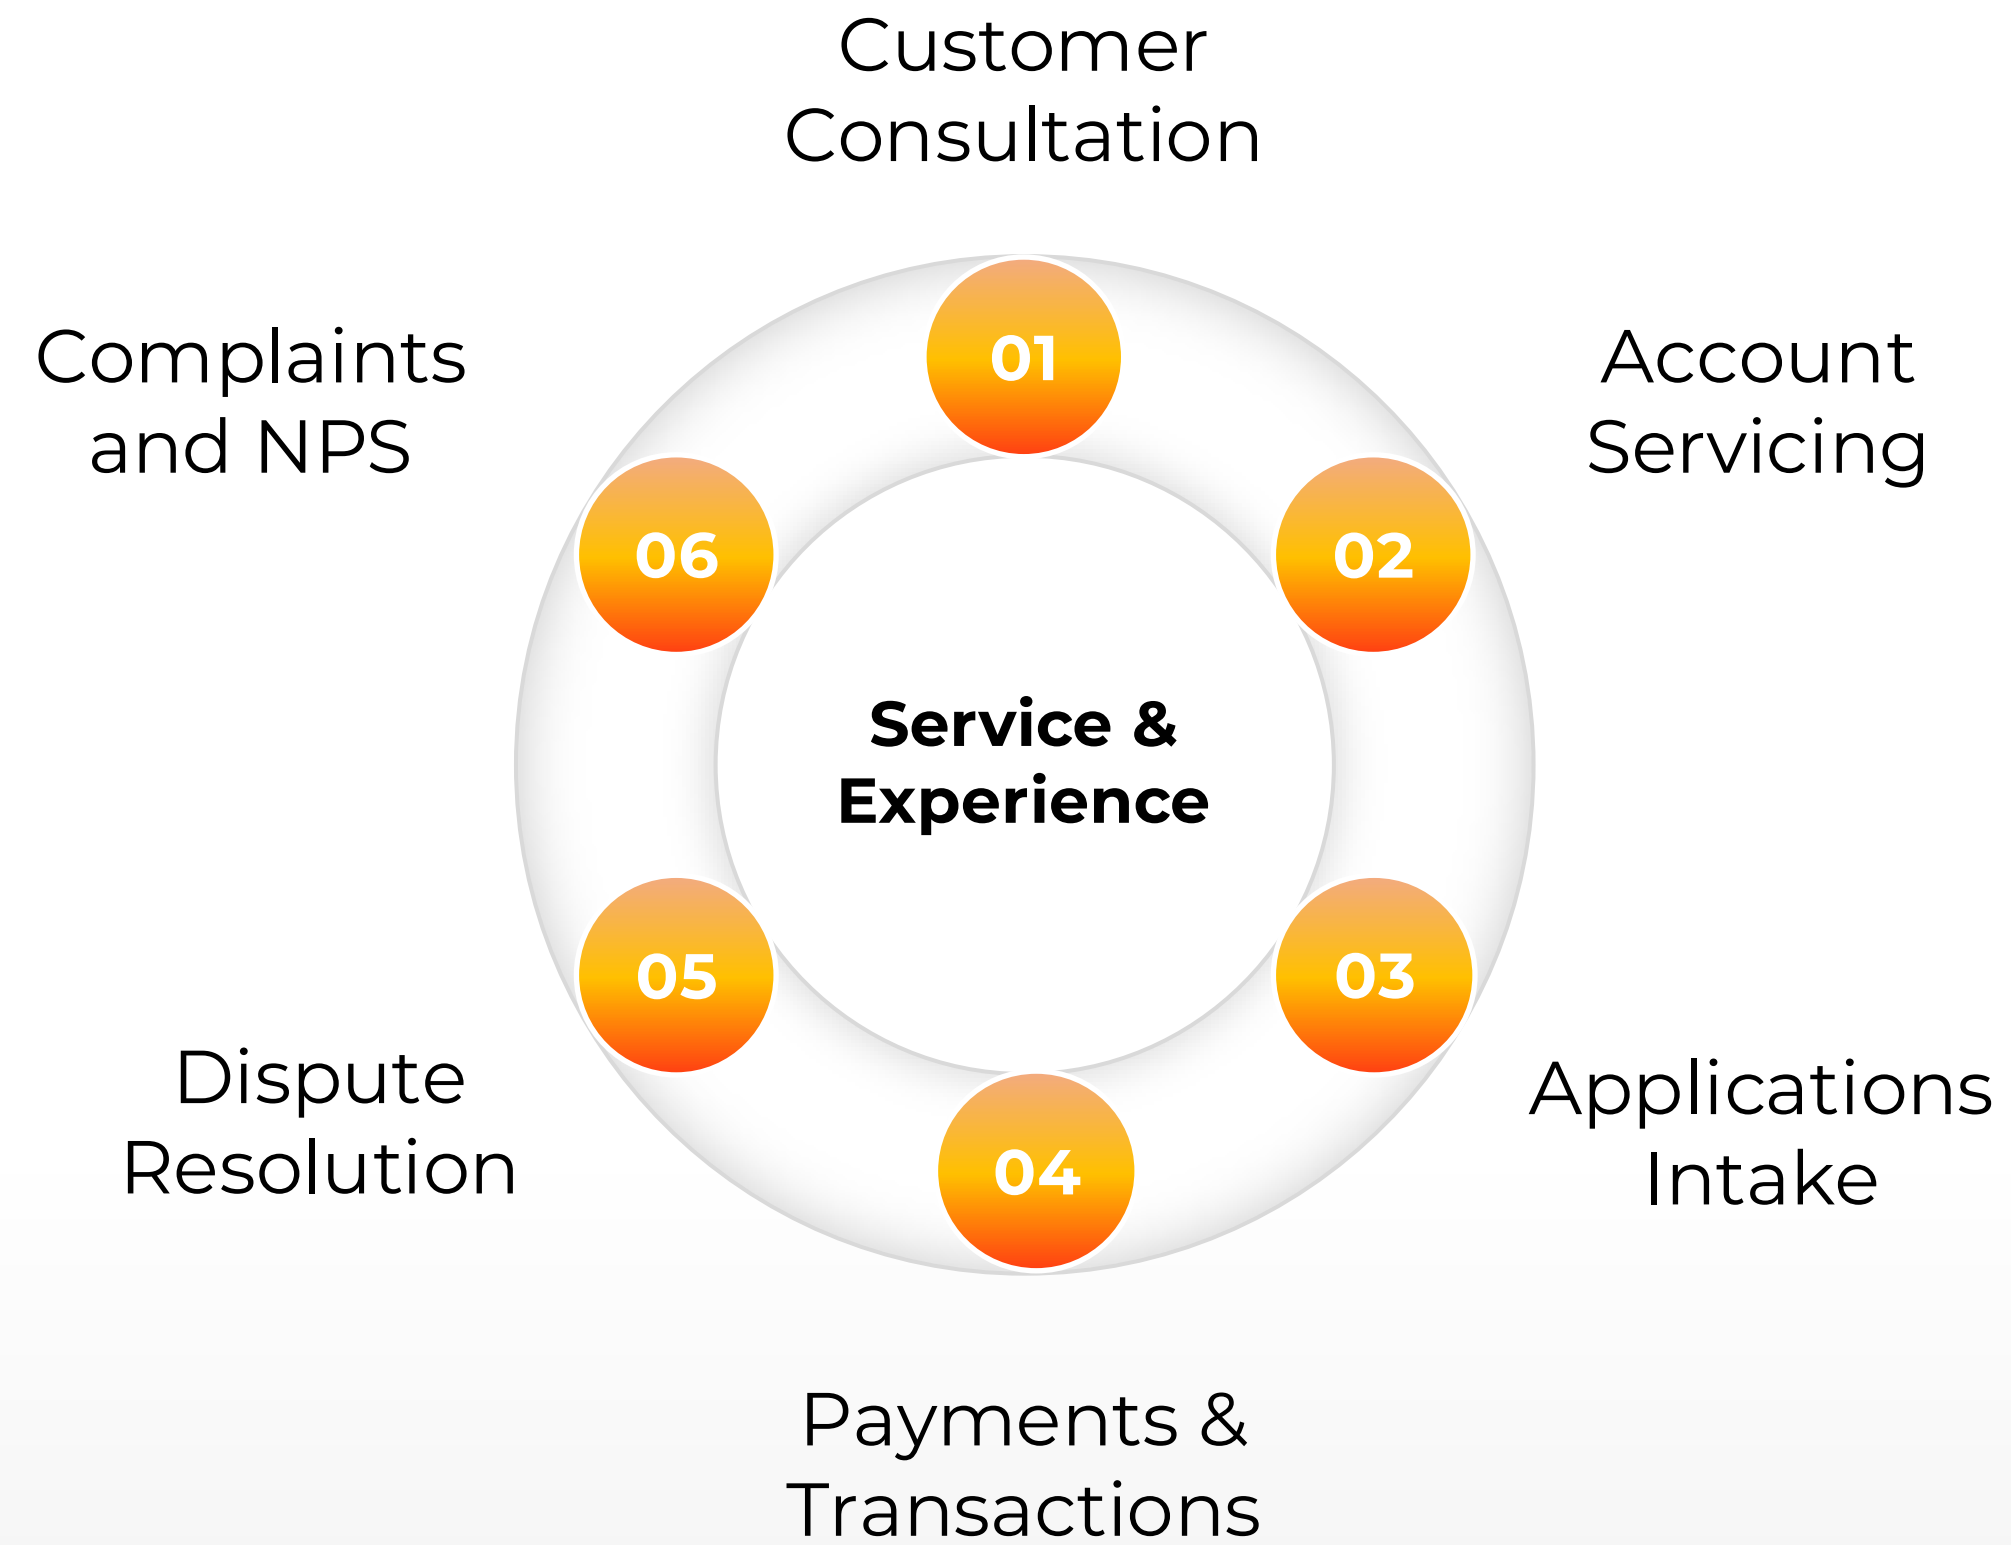 Customer
Consultation
01
Account
Servicing
02
Applications
Intake
03
Payments &
Transactions
04
Dispute
Resolution
05
Complaints
and NPS
06
Service &
Experience